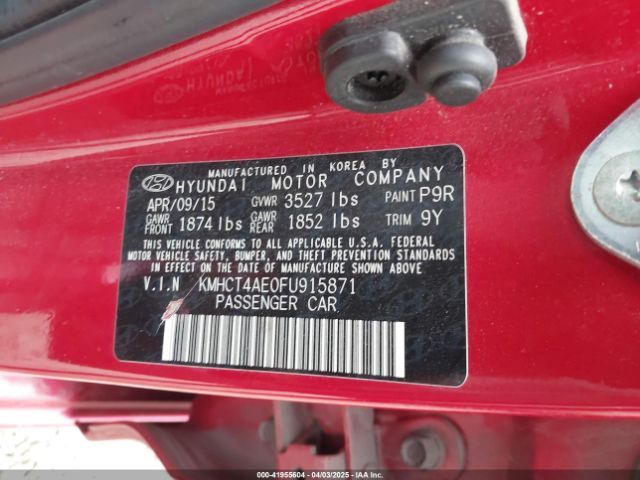 MANUFACTURED IN KOREA BY
HYUNDAI MOTOR COMPANY
APR/09/15 GVWR 3527 lbs PAINT P9R
GAWR FRONT 1874 lbs GAWR REAR 1852 lbs TRIM 9Y
THIS VEHICLE CONFORMS TO ALL APPLICABLE U.S.A. FEDERAL
MOTOR VEHICLE SAFETY, BUMPER, AND THEFT PREVENTION
STANDARDS IN EFFECT ON THE DATE OF MANUFACTURE SHOWN ABOVE
V.I.N KMHCT4AE0FU915871
PASSENGER CAR
000-41955604 - 04/03/2025 - IAAI.COM